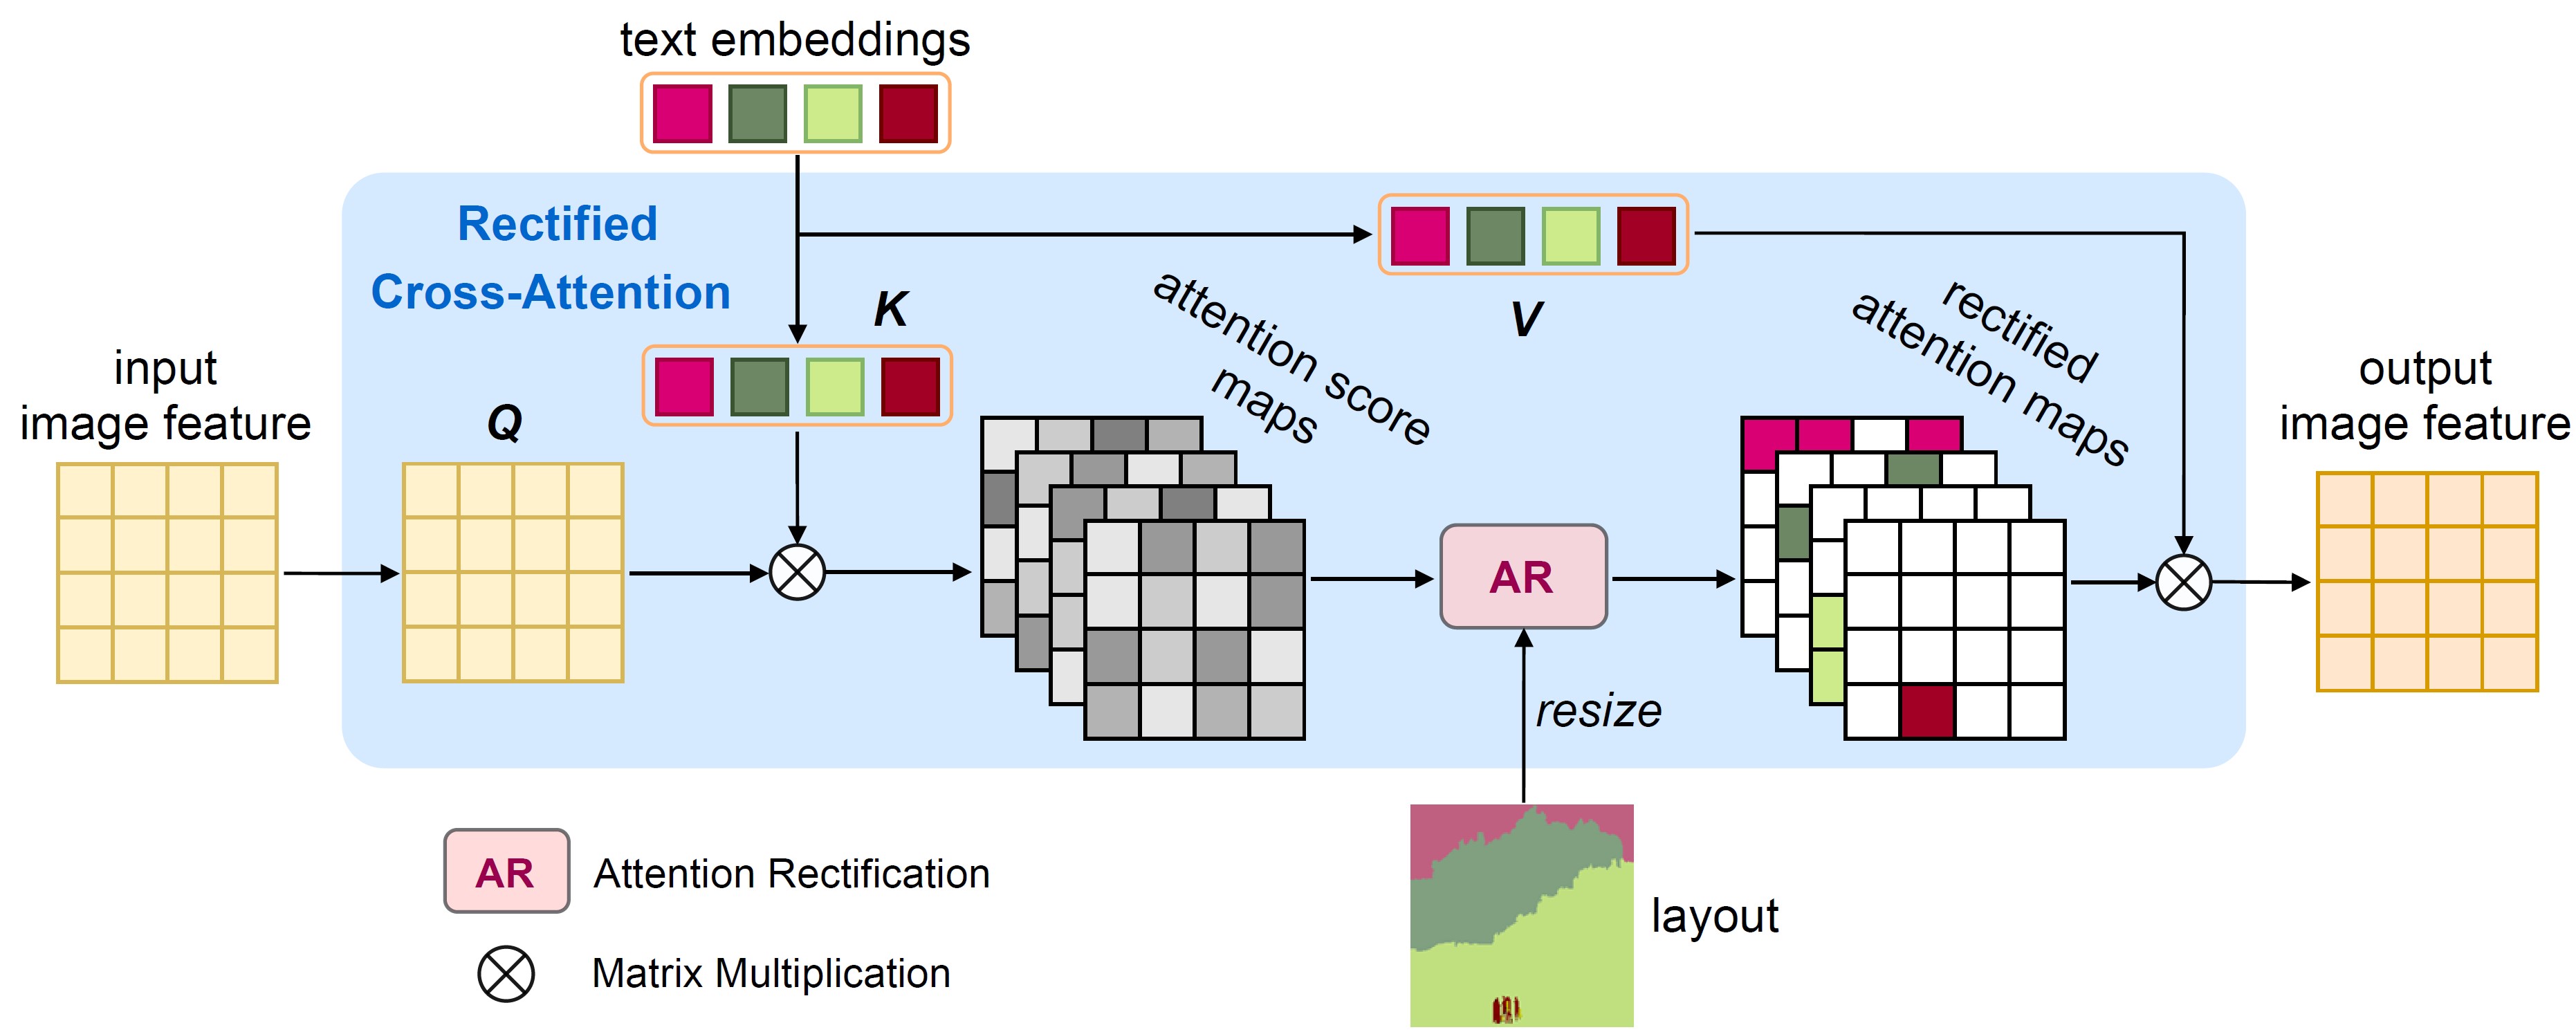 text embeddings
Rectified
Cross-Attention
K
V
attention score
maps
rectified
attention maps
input
image feature
Q
output
image feature
AR
resize
layout
AR Attention Rectification
Matrix Multiplication